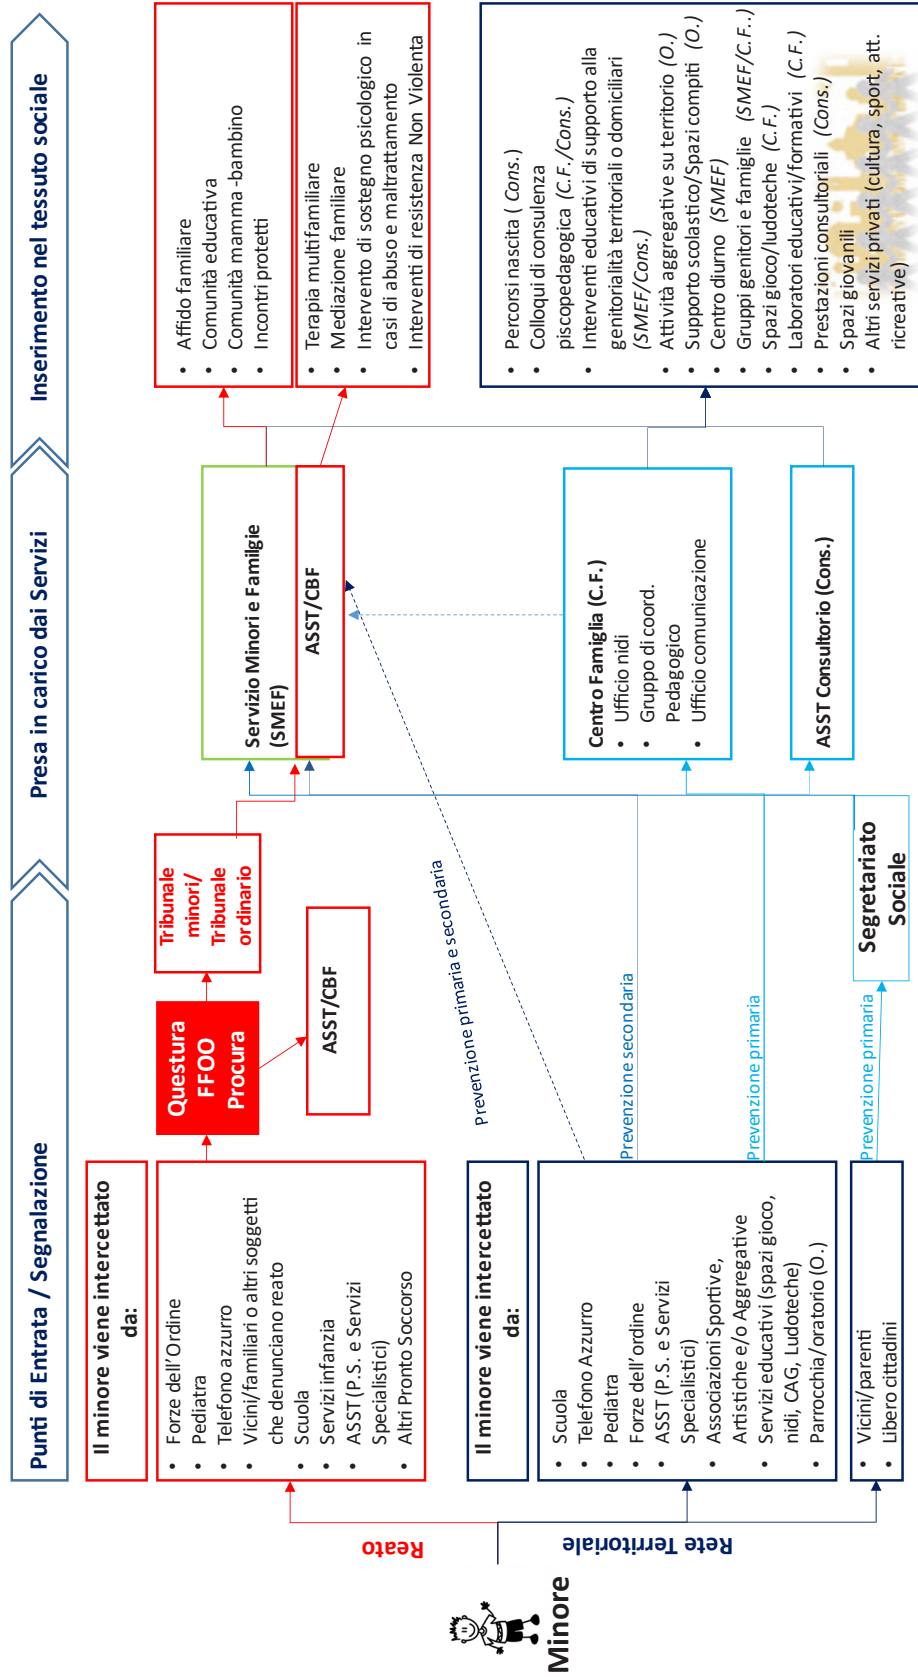 Punti di Entrata / Segnalazione
Presa in carico dai Servizi
Inserimento nel tessuto sociale
Minore
Reato
Rete Territoriale
Il minore viene intercettato
da:
• Forze dell'Ordine
• Pediatra
• Telefono azzurro
• Vicini/familiari o altri soggetti
che denunciano reato
• Scuola
• Servizi infanzia
• ASST (P.S. e Servizi
Specialistici)
• Altri Pronto Soccorso
Questura
FFOO
Procura
Tribunale
minori/
Tribunale
ordinario
ASST/CBF
Il minore viene intercettato
da:
• Scuola
• Telefono Azzurro
• Pediatra
• Forze dell'ordine
• ASST (P.S. e Servizi
Specialistici)
• Associazioni Sportive,
Artistiche e/o Aggregative
• Servizi educativi (spazi gioco,
nidi, CAG, Ludoteche)
• Parrocchia/oratorio (O.)
• Vicini/parenti
• Libero cittadini
Prevenzione primaria e secondaria
Prevenzione secondaria
Prevenzione primaria
Prevenzione primaria
Segretariato
Sociale
Servizio Minori e Familgie
(SMEF)
ASST/CBF
Centro Famiglia (C.F.)
• Ufficio nidi
• Gruppo di coord.
Pedagogico
• Ufficio comunicazione
ASST Consultorio (Cons.)
• Affido familiare
• Comunità educativa
• Comunità mamma -bambino
• Incontri protetti
• Terapia multifamiliare
• Mediazione familiare
• Intervento di sostegno psicologico in
casi di abuso e maltrattamento
• Interventi di resistenza Non Violenta
• Percorsi nascita ( Cons.)
• Colloqui di consulenza
piscopedagogica (C.F./Cons.)
• Interventi educativi di supporto alla
genitorialità territoriali o domiciliari
(SMEF/Cons.)
• Attività aggregative su territorio (O.)
• Supporto scolastico/Spazi compiti (O.)
• Centro diurno (SMEF)
• Gruppi genitori e famiglie (SMEF/C.F..)
• Spazi gioco/ludoteche (C.F.)
• Laboratori educativi/formativi (C.F.)
• Prestazioni consultoriali (Cons.)
• Spazi giovanili
• Altri servizi privati (cultura, sport, att.
ricreative)